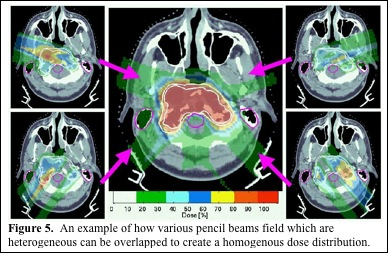 0 10 20 30 40 50 60 70 80 90 100
Dose [%]
Figure 5. An example of how various pencil beams field which are
heterogeneous can be overlapped to create a homogenous dose distribution.